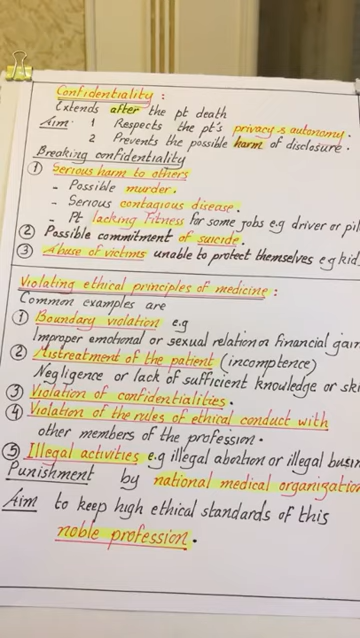 Confidentiality :
Extends after the pt death
Aim: 1 Respects the pt's privacy & autonomy.
2 Prevents the possible harm of disclosure.
Breaking confidentiality
① Serious harm to others
- Possible murder.
- Serious contagious disease.
- Pt lacking Fitness for some jobs e.g driver or pil
② Possible commitment of suicide.
③ Abuse of victims unable to protect themselves e g kid
Violating ethical principles of medicine :
Common examples are
① Boundary violation e.g
Improper emotional or sexual relation or financial gain
② Mistreatment of the patient (incomptence)
Negligence or lack of sufficient knowledge or ski
③ Violation of confidentialities.
④ Violation of the rules of ethical conduct with
other members of the profession.
⑤ Illegal activities e.g illegal abortion or illegal busin
Punishment by national medical organization
Aim to keep high ethical standards of this
noble profession.